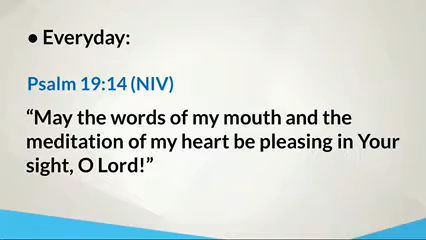 ● Everyday:
Psalm 19:14 (NIV)
“May the words of my mouth and the
meditation of my heart be pleasing in Your
sight, O Lord!”